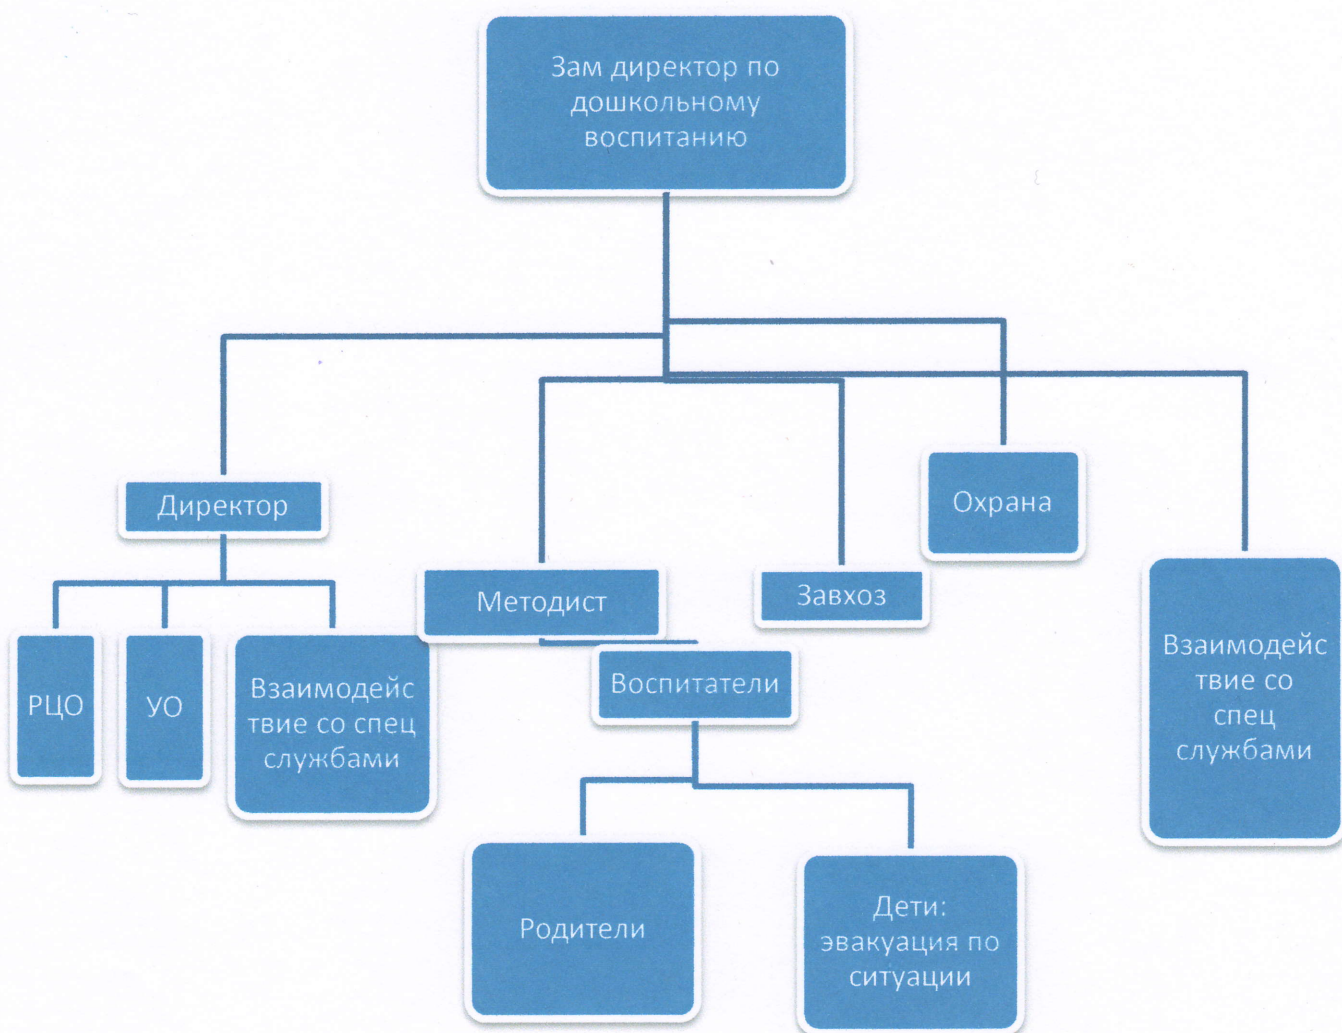 Зам директор по
дошкольному
воспитанию
Директор
Охрана
Методист
Завхоз
РЦО
УО
Взаимодейс
твие со спец
службами
Воспитатели
Взаимодейс
твие со
спец
службами
Родители
Дети:
эвакуация по
ситуации